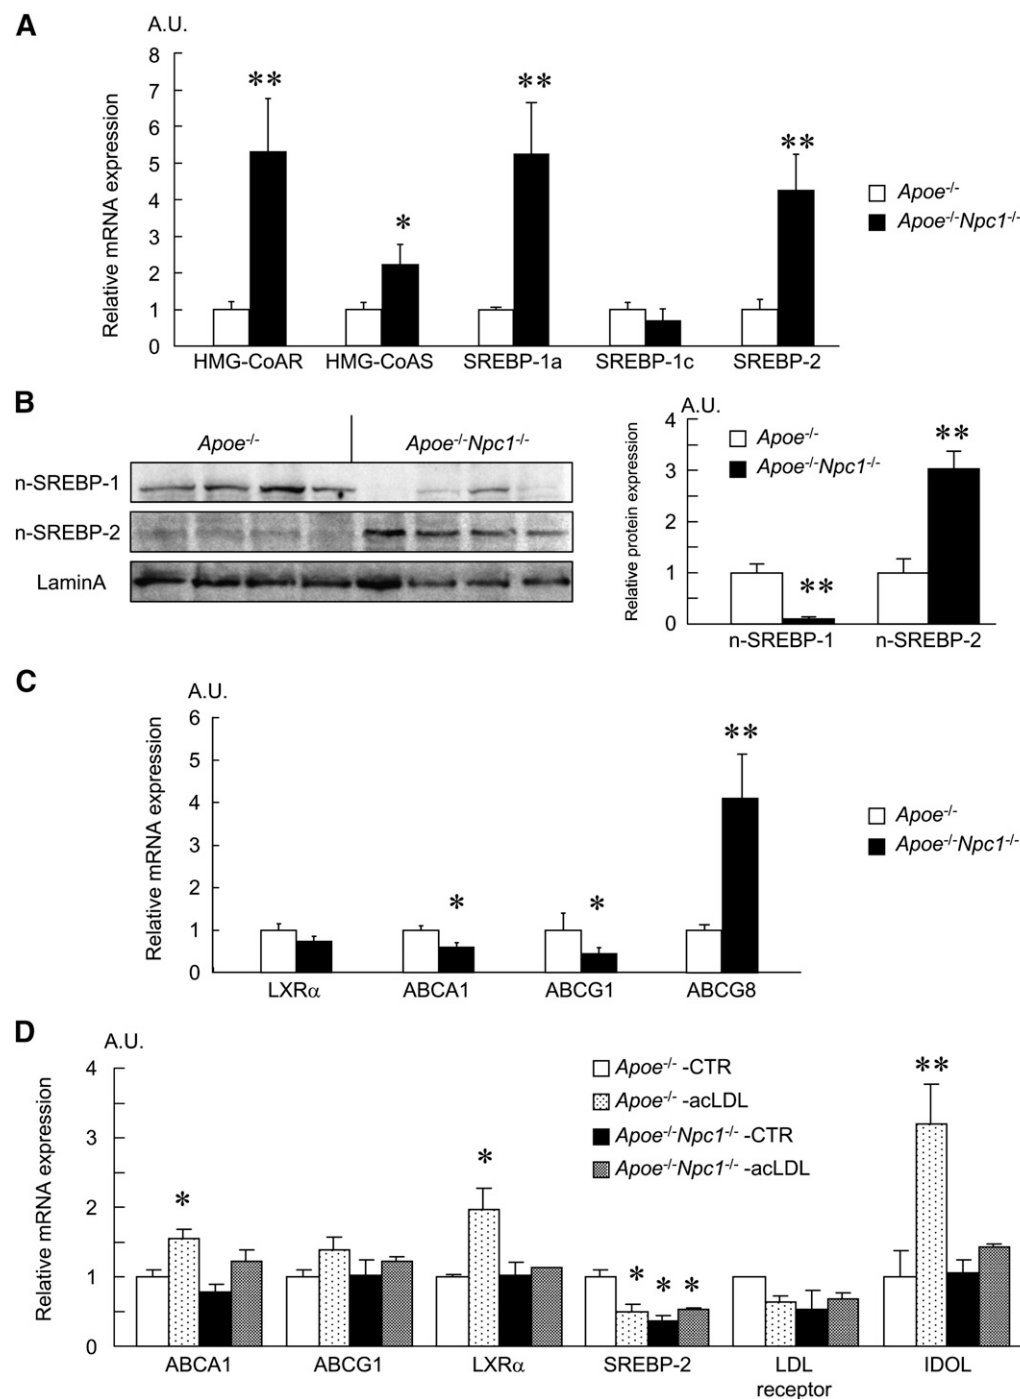 A
A.U.
Relative mRNA expression
8
7
6
5
4
3
2
1
0
**
*
**
**
HMG-CoAR HMG-CoAS SREBP-1a SREBP-1c SREBP-2
Apoe-/-
Apoe-/-Npc1-/-
B
Apoe-/- Apoe-/-Npc1-/-
n-SREBP-1
n-SREBP-2
LaminA
A.U.
Relative protein expression
4
3
2
1
0
Apoe-/-
Apoe-/-Npc1-/-
**
**
n-SREBP-1 n-SREBP-2
C
A.U.
Relative mRNA expression
6
5
4
3
2
1
0
*
*
**
LXRα ABCA1 ABCG1 ABCG8
Apoe-/-
Apoe-/-Npc1-/-
D
A.U.
Relative mRNA expression
4
3
2
1
0
Apoe-/- -CTR
Apoe-/- -acLDL
Apoe-/-Npc1-/- -CTR
Apoe-/-Npc1-/- -acLDL
*
*
* * *
**
ABCA1 ABCG1 LXRα SREBP-2 LDL IDOL
receptor